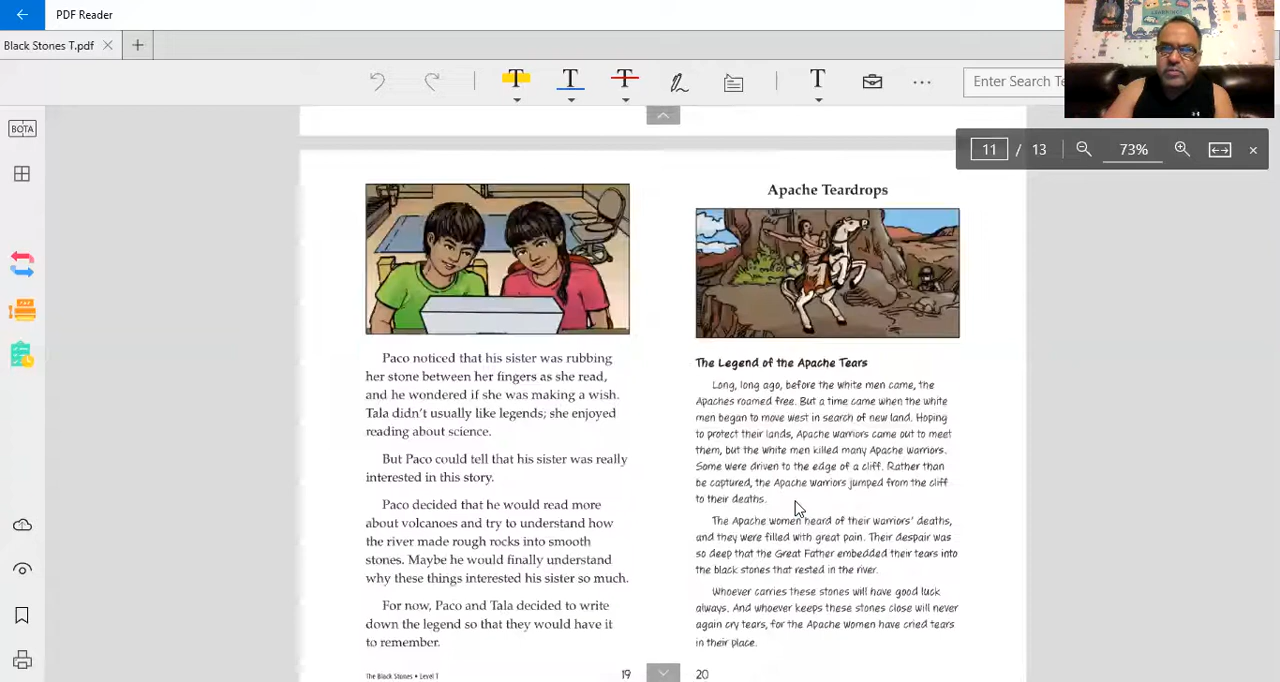 PDF Reader
Black Stones T.pdf
BOTA
T
T
T
T
Enter Search Te
11 / 13
73%
Paco noticed that his sister was rubbing
her stone between her fingers as she read,
and he wondered if she was making a wish.
Tala didn't usually like legends; she enjoyed
reading about science.
But Paco could tell that his sister was really
interested in this story.
Paco decided that he would read more
about volcanoes and try to understand how
the river made rough rocks into smooth
stones. Maybe he would finally understand
why these things interested his sister so much.
For now, Paco and Tala decided to write
down the legend so that they would have it
to remember.
The Black Stones • Level T
19
Apache Teardrops
The Legend of the Apache Tears
Long, long ago, before the white men came, the
Apaches roamed free. But a time came when the white
men began to move west in search of new land. Hoping
to protect their lands, Apache warriors came out to meet
them, but the white men killed many Apache warriors.
Some were driven to the edge of a cliff. Rather than
be captured, the Apache warriors jumped from the cliff
to their deaths.
The Apache women heard of their warriors' deaths,
and they were filled with great pain. Their despair was
so deep that the Great Father embedded their tears into
the black stones that rested in the river.
Whoever carries these stones will have good luck
always. And whoever keeps these stones close will never
again cry tears, for the Apache women have cried tears
in their place.
20